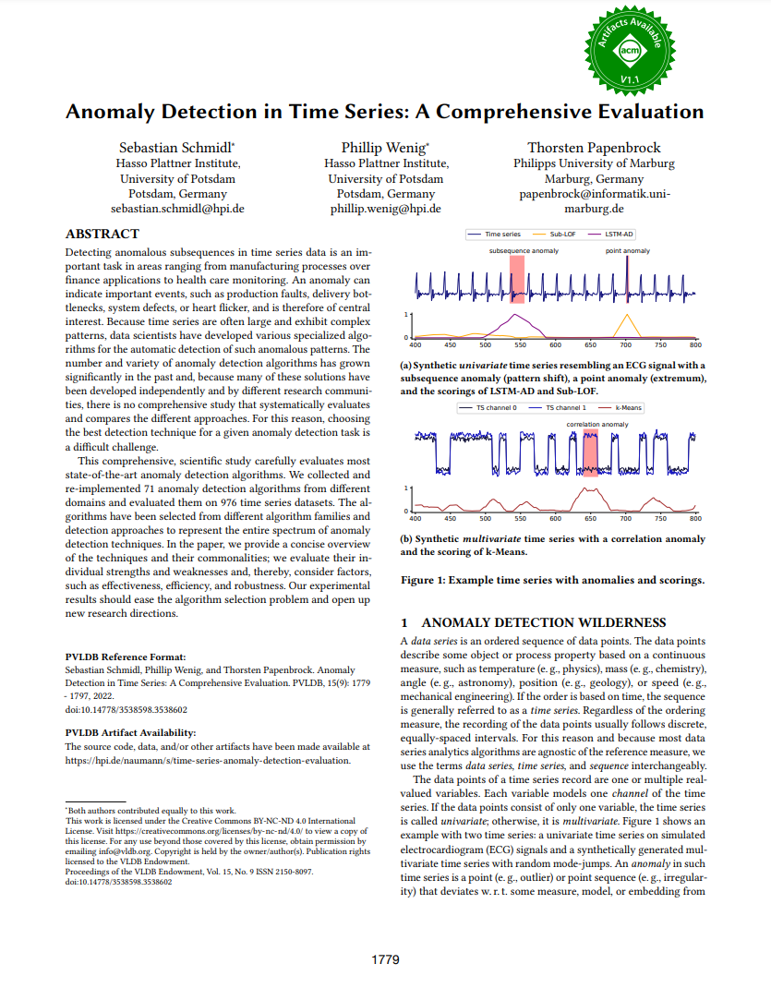 Artifacts Available
acm
V1.1
Anomaly Detection in Time Series: A Comprehensive Evaluation
Sebastian Schmidl*
Hasso Plattner Institute,
University of Potsdam
Potsdam, Germany
sebastian.schmidl@hpi.de
Phillip Wenig*
Hasso Plattner Institute,
University of Potsdam
Potsdam, Germany
phillip.wenig@hpi.de
Thorsten Papenbrock
Philipps University of Marburg
Marburg, Germany
papenbrock@informatik.uni-
marburg.de
ABSTRACT
Detecting anomalous subsequences in time series data is an im-
portant task in areas ranging from manufacturing processes over
finance applications to health care monitoring. An anomaly can
indicate important events, such as production faults, delivery bot-
tlenecks, system defects, or heart flicker, and is therefore of central
interest. Because time series are often large and exhibit complex
patterns, data scientists have developed various specialized algo-
rithms for the automatic detection of such anomalous patterns. The
number and variety of anomaly detection algorithms has grown
significantly in the past and, because many of these solutions have
been developed independently and by different research communi-
ties, there is no comprehensive study that systematically evaluates
and compares the different approaches. For this reason, choosing
the best detection technique for a given anomaly detection task is
a difficult challenge.
This comprehensive, scientific study carefully evaluates most
state-of-the-art anomaly detection algorithms. We collected and
re-implemented 71 anomaly detection algorithms from different
domains and evaluated them on 976 time series datasets. The al-
gorithms have been selected from different algorithm families and
detection approaches to represent the entire spectrum of anomaly
detection techniques. In the paper, we provide a concise overview
of the techniques and their commonalities; we evaluate their in-
dividual strengths and weaknesses and, thereby, consider factors,
such as effectiveness, efficiency, and robustness. Our experimental
results should ease the algorithm selection problem and open up
new research directions.
PVLDB Reference Format:
Sebastian Schmidl, Phillip Wenig, and Thorsten Papenbrock. Anomaly
Detection in Time Series: A Comprehensive Evaluation. PVLDB, 15(9): 1779
- 1797, 2022.
doi:10.14778/3538598.3538602
PVLDB Artifact Availability:
The source code, data, and/or other artifacts have been made available at
https://hpi.de/naumann/s/time-series-anomaly-detection-evaluation.
*Both authors contributed equally to this work.
This work is licensed under the Creative Commons BY-NC-ND 4.0 International
License. Visit https://creativecommons.org/licenses/by-nc-nd/4.0/ to view a copy of
this license. For any use beyond those covered by this license, obtain permission by
emailing info@vldb.org. Copyright is held by the owner/author(s). Publication rights
licensed to the VLDB Endowment.
Proceedings of the VLDB Endowment, Vol. 15, No. 9 ISSN 2150-8097.
doi:10.14778/3538598.3538602
Time series Sub-LOF LSTM-AD
subsequence anomaly point anomaly
1
0
400 450 500 550 600 650 700 750 800
(a) Synthetic univariate time series resembling an ECG signal with a
subsequence anomaly (pattern shift), a point anomaly (extremum),
and the scorings of LSTM-AD and Sub-LOF.
TS channel 0 TS channel 1 k-Means
correlation anomaly
1
0
400 450 500 550 600 650 700 750 800
(b) Synthetic multivariate time series with a correlation anomaly
and the scoring of k-Means.
Figure 1: Example time series with anomalies and scorings.
1 ANOMALY DETECTION WILDERNESS
A data series is an ordered sequence of data points. The data points
describe some object or process property based on a continuous
measure, such as temperature (e. g., physics), mass (e. g., chemistry),
angle (e. g., astronomy), position (e. g., geology), or speed (e. g.,
mechanical engineering). If the order is based on time, the sequence
is generally referred to as a time series. Regardless of the ordering
measure, the recording of the data points usually follows discrete,
equally-spaced intervals. For this reason and because most data
series analytics algorithms are agnostic of the reference measure, we
use the terms data series, time series, and sequence interchangeably.
The data points of a time series record are one or multiple real-
valued variables. Each variable models one channel of the time
series. If the data points consist of only one variable, the time series
is called univariate; otherwise, it is multivariate. Figure 1 shows an
example with two time series: a univariate time series on simulated
electrocardiogram (ECG) signals and a synthetically generated mul-
tivariate time series with random mode-jumps. An anomaly in such
time series is a point (e. g., outlier) or point sequence (e. g., irregular-
ity) that deviates w. r. t. some measure, model, or embedding from
1779